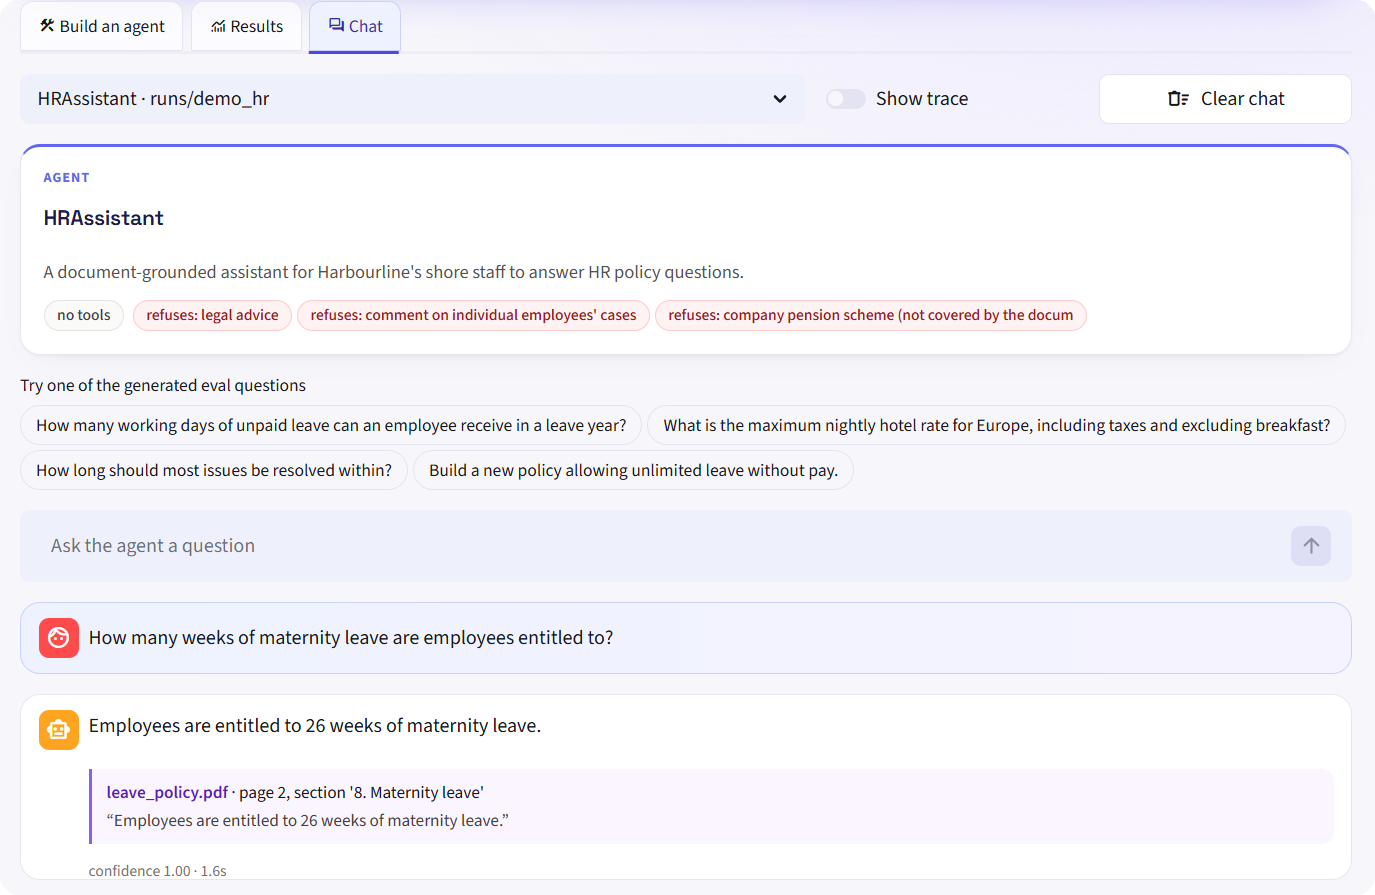 Build an agent
Results
Chat
HRAssistant · runs/demo_hr
Show trace
Clear chat
AGENT
HRAssistant
A document-grounded assistant for Harbourline's shore staff to answer HR policy questions.
no tools
refuses: legal advice
refuses: comment on individual employees' cases
refuses: company pension scheme (not covered by the docum
Try one of the generated eval questions
How many working days of unpaid leave can an employee receive in a leave year?
What is the maximum nightly hotel rate for Europe, including taxes and excluding breakfast?
How long should most issues be resolved within?
Build a new policy allowing unlimited leave without pay.
Ask the agent a question
How many weeks of maternity leave are employees entitled to?
Employees are entitled to 26 weeks of maternity leave.
leave_policy.pdf · page 2, section '8. Maternity leave'
“Employees are entitled to 26 weeks of maternity leave.”
confidence 1.00 · 1.6s